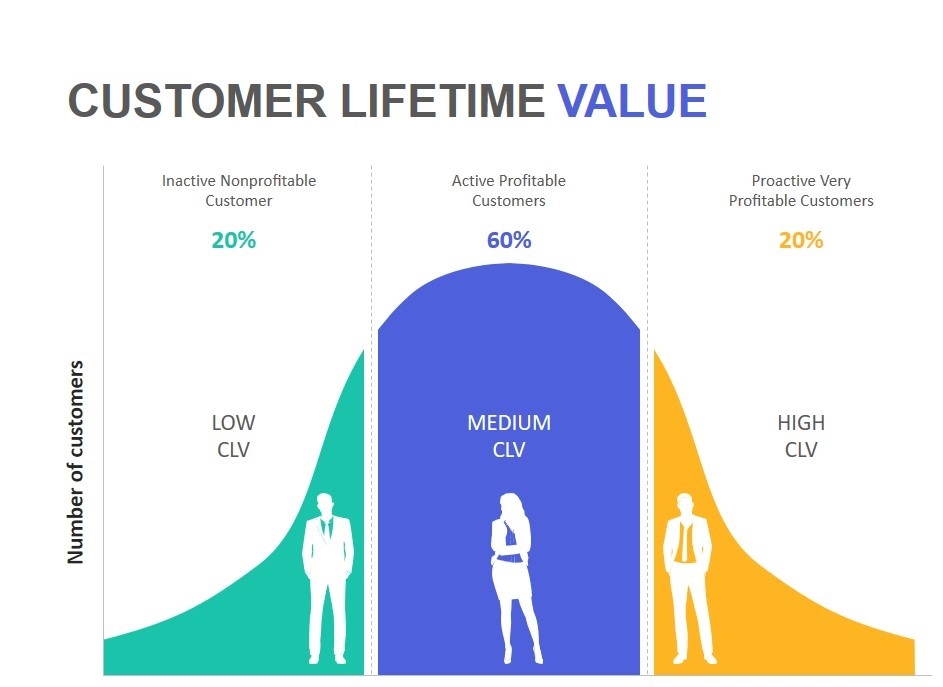 CUSTOMER LIFETIME VALUE
Inactive Nonprofitable
Customer
20%
Active Profitable
Customers
60%
Proactive Very
Profitable Customers
20%
Number of customers
LOW
CLV
MEDIUM
CLV
HIGH
CLV